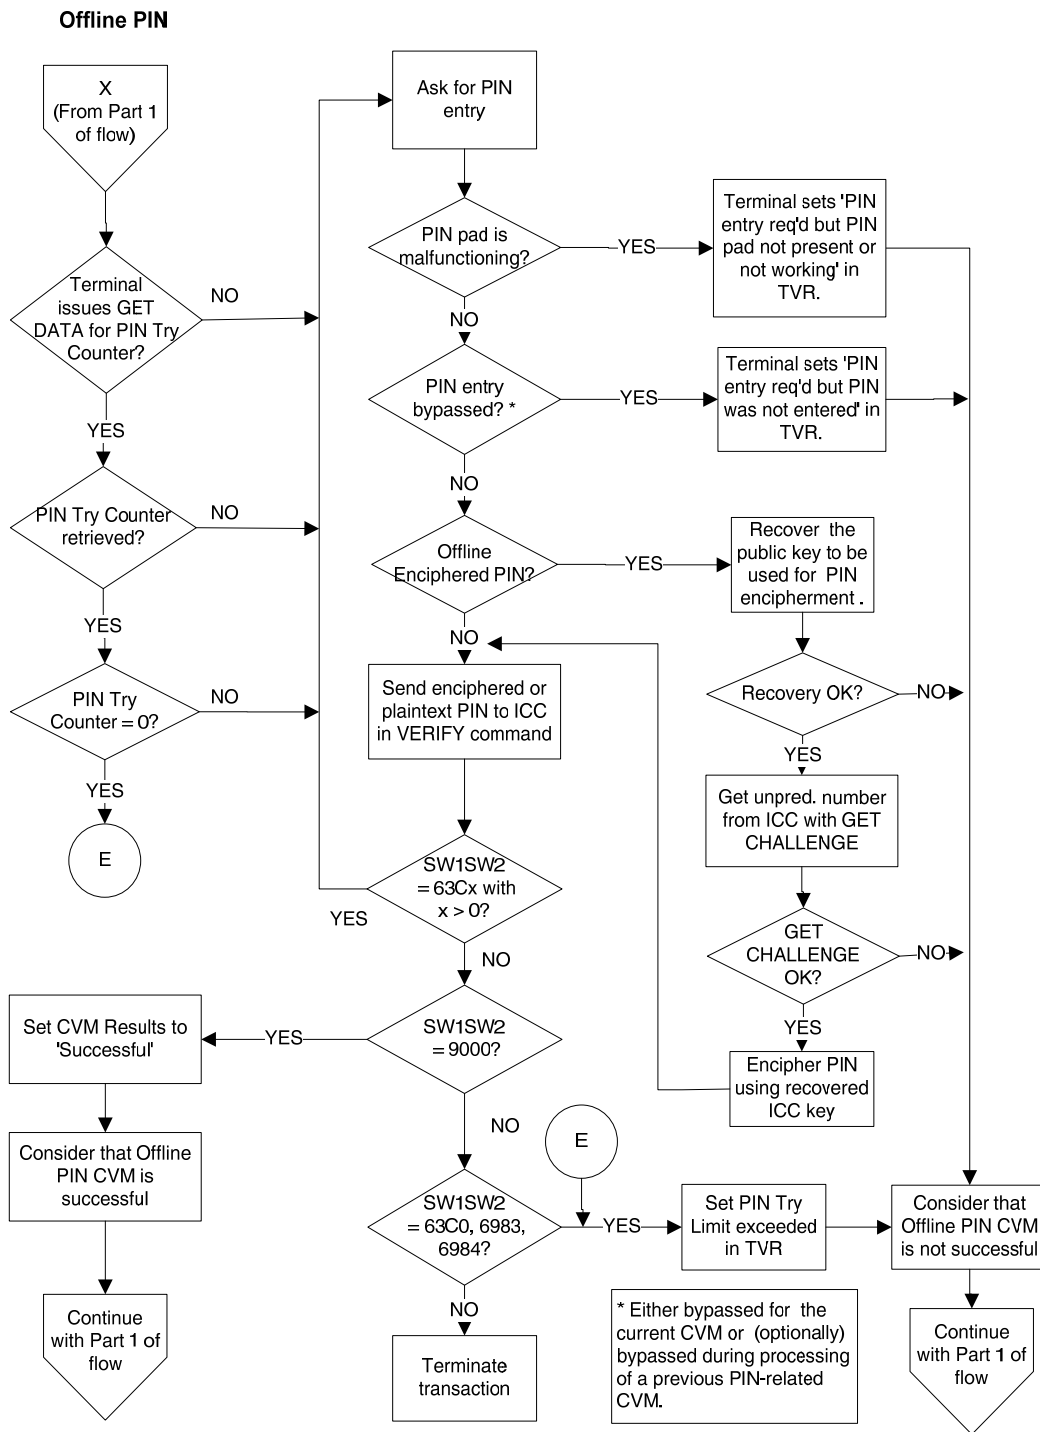 Offline PIN
X
(From Part 1
of flow)
Terminal
issues GET
DATA for PIN Try
Counter?
NO
YES
PIN Try Counter
retrieved?
NO
YES
PIN Try
Counter = 0?
NO
YES
E
Ask for PIN
entry
PIN pad is
malfunctioning?
YES
Terminal sets 'PIN
entry req'd but PIN
pad not present or
not working' in
TVR.
NO
PIN entry
bypassed? *
YES
Terminal sets 'PIN
entry req'd but PIN
was not entered' in
TVR.
NO
Offline
Enciphered PIN?
YES
Recover the
public key to be
used for PIN
encipherment .
NO
Recovery OK?
NO
YES
Get unpred. number
from ICC with GET
CHALLENGE
GET
CHALLENGE
OK?
NO
YES
Encipher PIN
using recovered
ICC key
Send enciphered or
plaintext PIN to ICC
in VERIFY command
SW1SW2
= 63Cx with
x > 0?
YES
NO
SW1SW2
= 9000?
YES
Set CVM Results to
'Successful'
Consider that Offline
PIN CVM is
successful
Continue
with Part 1 of
flow
NO
E
SW1SW2
= 63C0, 6983,
6984?
YES
Set PIN Try
Limit exceeded
in TVR
Consider that
Offline PIN CVM
is not successful
Continue
with Part 1 of
flow
NO
Terminate
transaction
* Either bypassed for the
current CVM or (optionally)
bypassed during processing
of a previous PIN-related
CVM.